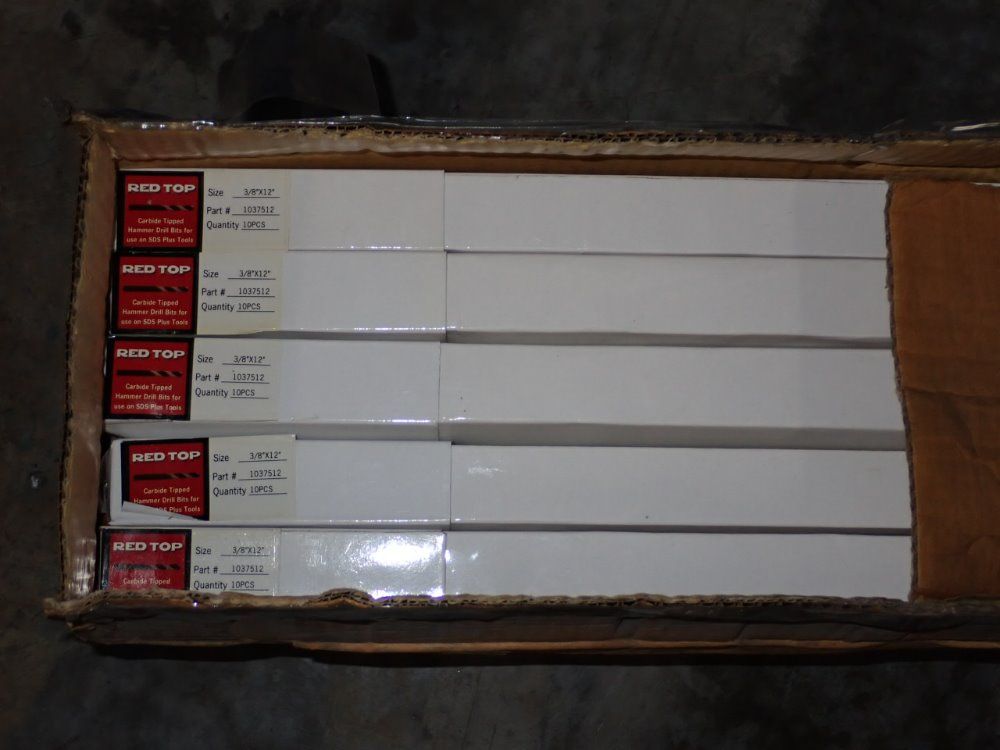 RED TOP
Carbide Tipped
Hammer Drill Bits for
use on SDS Plus Tools
Size 3/8"X12"
Part # 1037512
Quantity 10PCS
RED TOP
Carbide Tipped
Hammer Drill Bits for
use on SDS Plus Tools
Size 3/8"X12"
Part # 1037512
Quantity 10PCS
RED TOP
Carbide Tipped
Hammer Drill Bits for
use on SDS Plus Tools
Size 3/8"X12"
Part # 1037512
Quantity 10PCS
RED TOP
Carbide Tipped
Hammer Drill Bits for
SDS Plus Tools
Size 3/8"X12"
Part # 1037512
Quantity 10PCS
RED TOP
Carbide Tipped
Size 3/8"X12"
Part # 1037512
Quantity 10PCS